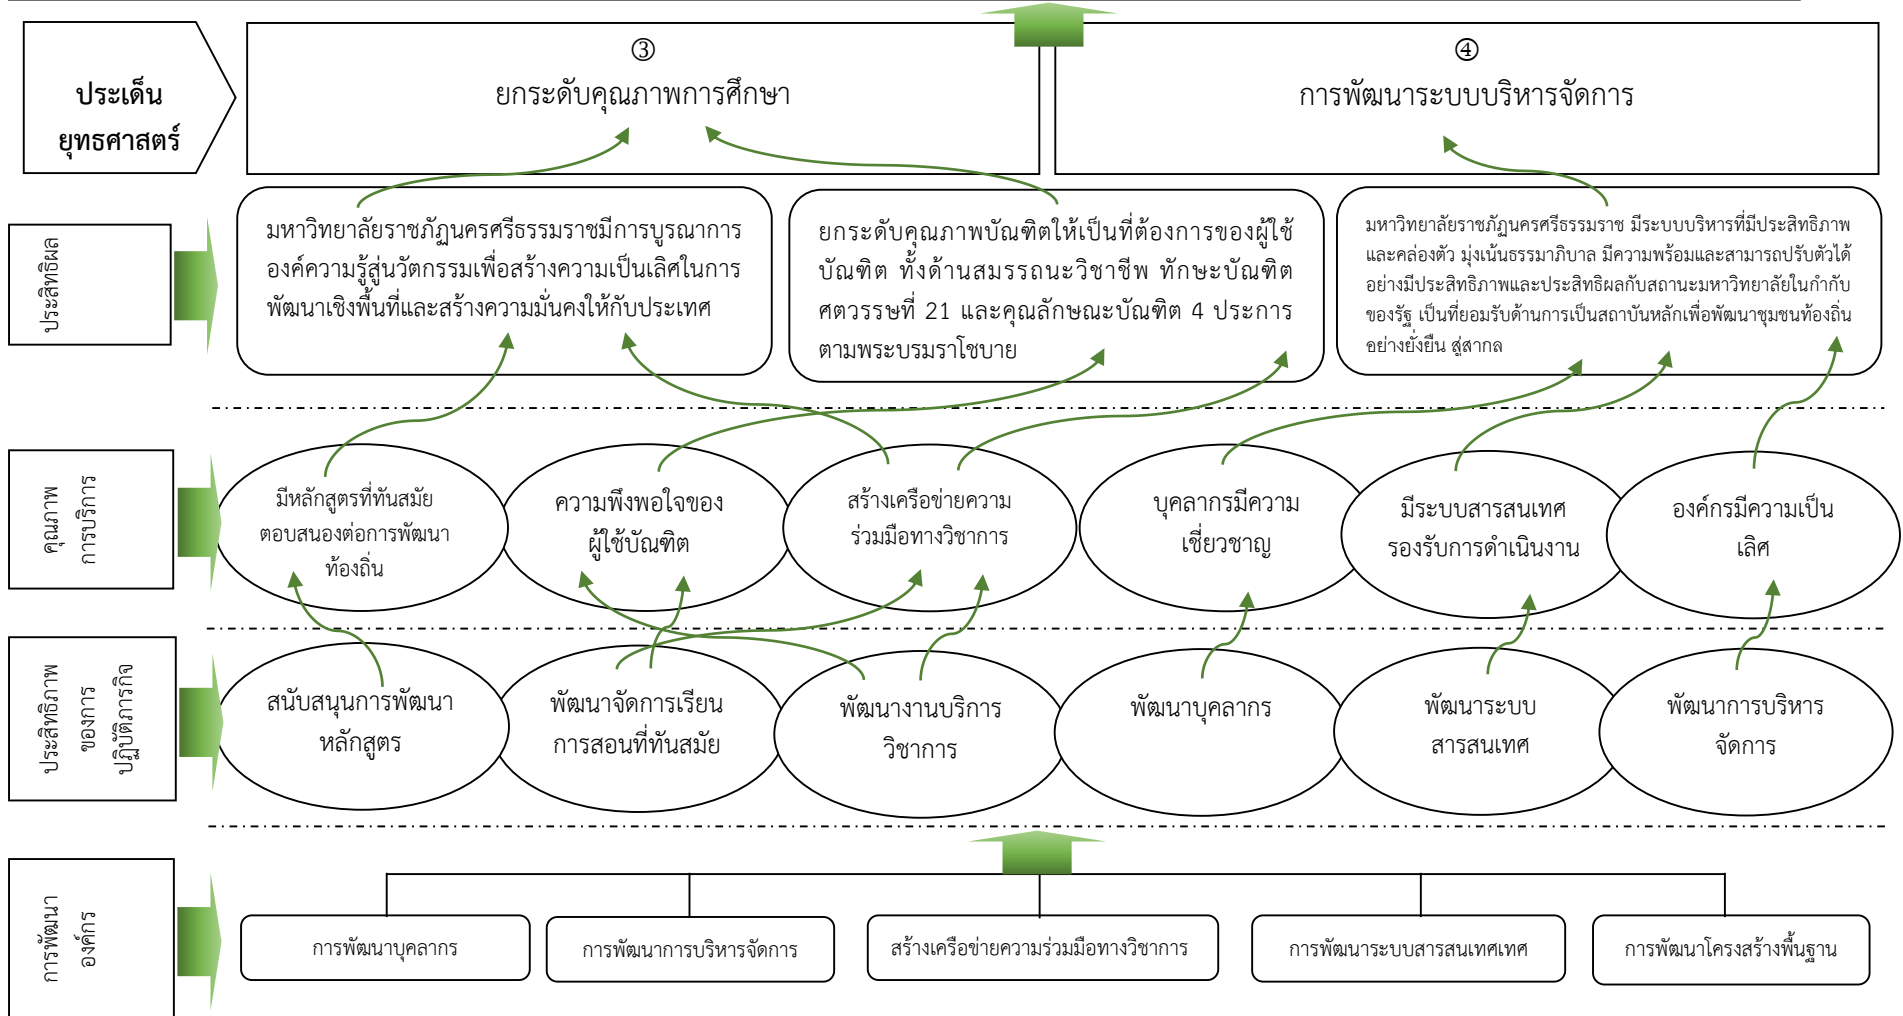 ประเด็น
ยุทธศาสตร์
③
ยกระดับคุณภาพการศึกษา
④
การพัฒนาระบบบริหารจัดการ
ประสิทธิผล
มหาวิทยาลัยราชภัฏนครศรีธรรมราชมีการบูรณาการ
องค์ความรู้สู่นวัตกรรมเพื่อสร้างความเป็นเลิศในการ
พัฒนาเชิงพื้นที่และสร้างความมั่นคงให้กับประเทศ
ยกระดับคุณภาพบัณฑิตให้เป็นที่ต้องการของผู้ใช้
บัณฑิต ทั้งด้านสมรรถนะวิชาชีพ ทักษะบัณฑิต
ศตวรรษที่ 21 และคุณลักษณะบัณฑิต 4 ประการ
ตามพระบรมราโชบาย
มหาวิทยาลัยราชภัฏนครศรีธรรมราช มีระบบบริหารที่มีประสิทธิภาพ
และคล่องตัว มุ่งเน้นธรรมาภิบาล มีความพร้อมและสามารถปรับตัวได้
อย่างมีประสิทธิภาพและประสิทธิผลกับสถานะมหาวิทยาลัยในกำกับ
ของรัฐ เป็นที่ยอมรับด้านการเป็นสถาบันหลักเพื่อพัฒนาชุมชนท้องถิ่น
อย่างยั่งยืน สู่สากล
คุณภาพ
การบริการ
มีหลักสูตรที่ทันสมัย
ตอบสนองต่อการพัฒนา
ท้องถิ่น
ความพึงพอใจของ
ผู้ใช้บัณฑิต
สร้างเครือข่ายความ
ร่วมมือทางวิชาการ
บุคลากรมีความ
เชี่ยวชาญ
มีระบบสารสนเทศ
รองรับการดำเนินงาน
องค์กรมีความเป็น
เลิศ
ประสิทธิภาพ
ของการ
ปฏิบัติภารกิจ
สนับสนุนการพัฒนา
หลักสูตร
พัฒนาจัดการเรียน
การสอนที่ทันสมัย
พัฒนางานบริการ
วิชาการ
พัฒนาบุคลากร
พัฒนาระบบ
สารสนเทศ
พัฒนาการบริหาร
จัดการ
การพัฒนา
องค์กร
การพัฒนาบุคลากร
การพัฒนาการบริหารจัดการ
สร้างเครือข่ายความร่วมมือทางวิชาการ
การพัฒนาระบบสารสนเทศเทศ
การพัฒนาโครงสร้างพื้นฐาน